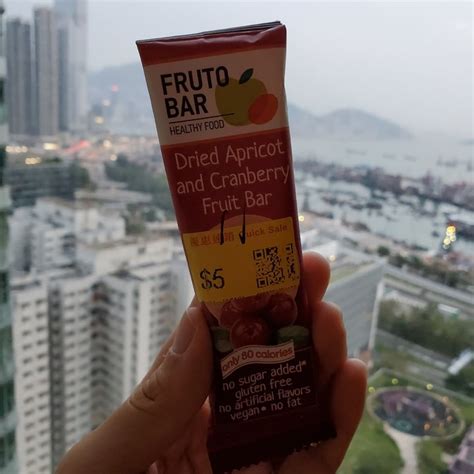 FRUTO
BAR
HEALTHY FOOD
Dried Apricot
and Cranberry
Fruit Bar
Quick Sale
$5
only 80 calories
no sugar added*
gluten free
no artificial flavors
vegan • no fat